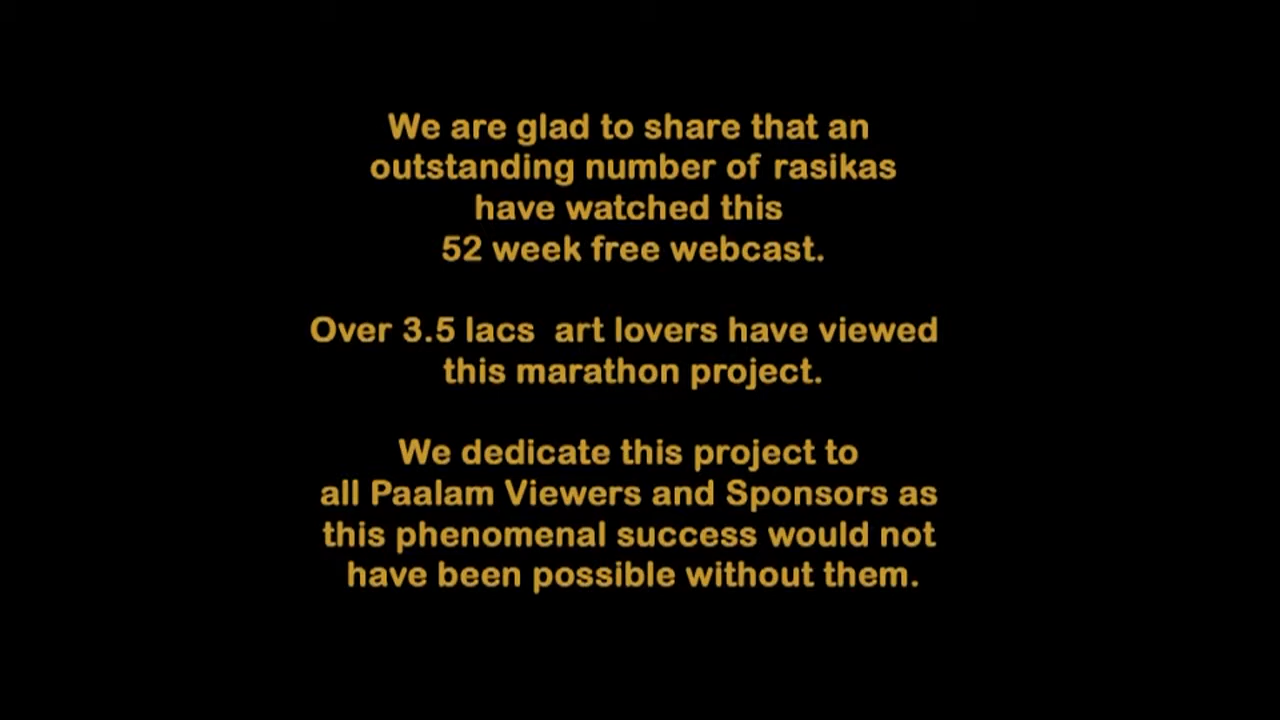 We are glad to share that an
outstanding number of rasikas
have watched this
52 week free webcast.
Over 3.5 lacs art lovers have viewed
this marathon project.
We dedicate this project to
all Paalam Viewers and Sponsors as
this phenomenal success would not
have been possible without them.